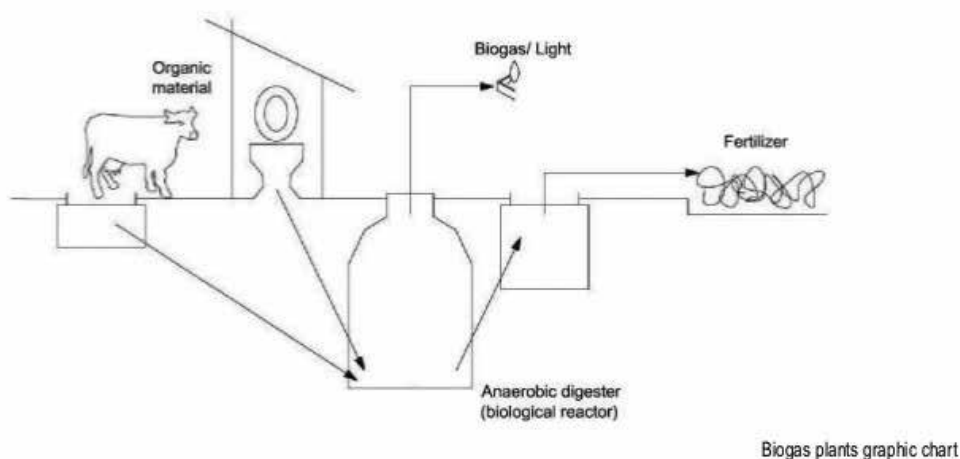 Biogas/ Light
Organic
material
Fertilizer
Anaerobic digester
(biological reactor)
Biogas plants graphic chart